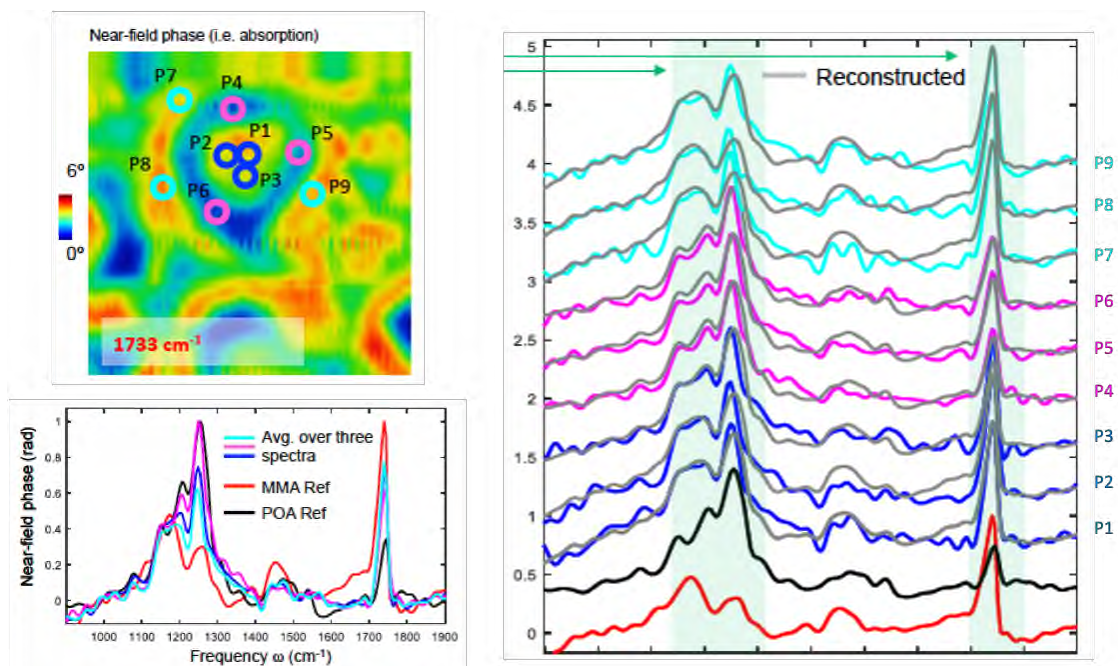 Near-field phase (i.e. absorption)
P7
P4
P2
P1
P5
P8
P3
P6
P9
6º
0º
1733 cm-1
Near-field phase (rad)
1
0.8
0.6
0.4
0.2
0
Avg. over three
spectra
MMA Ref
POA Ref
1000 1100 1200 1300 1400 1500 1600 1700 1800 1900
Frequency ω (cm-1)
Reconstructed
5
4.5
4
3.5
3
2.5
2
1.5
1
0.5
0
P9
P8
P7
P6
P5
P4
P3
P2
P1